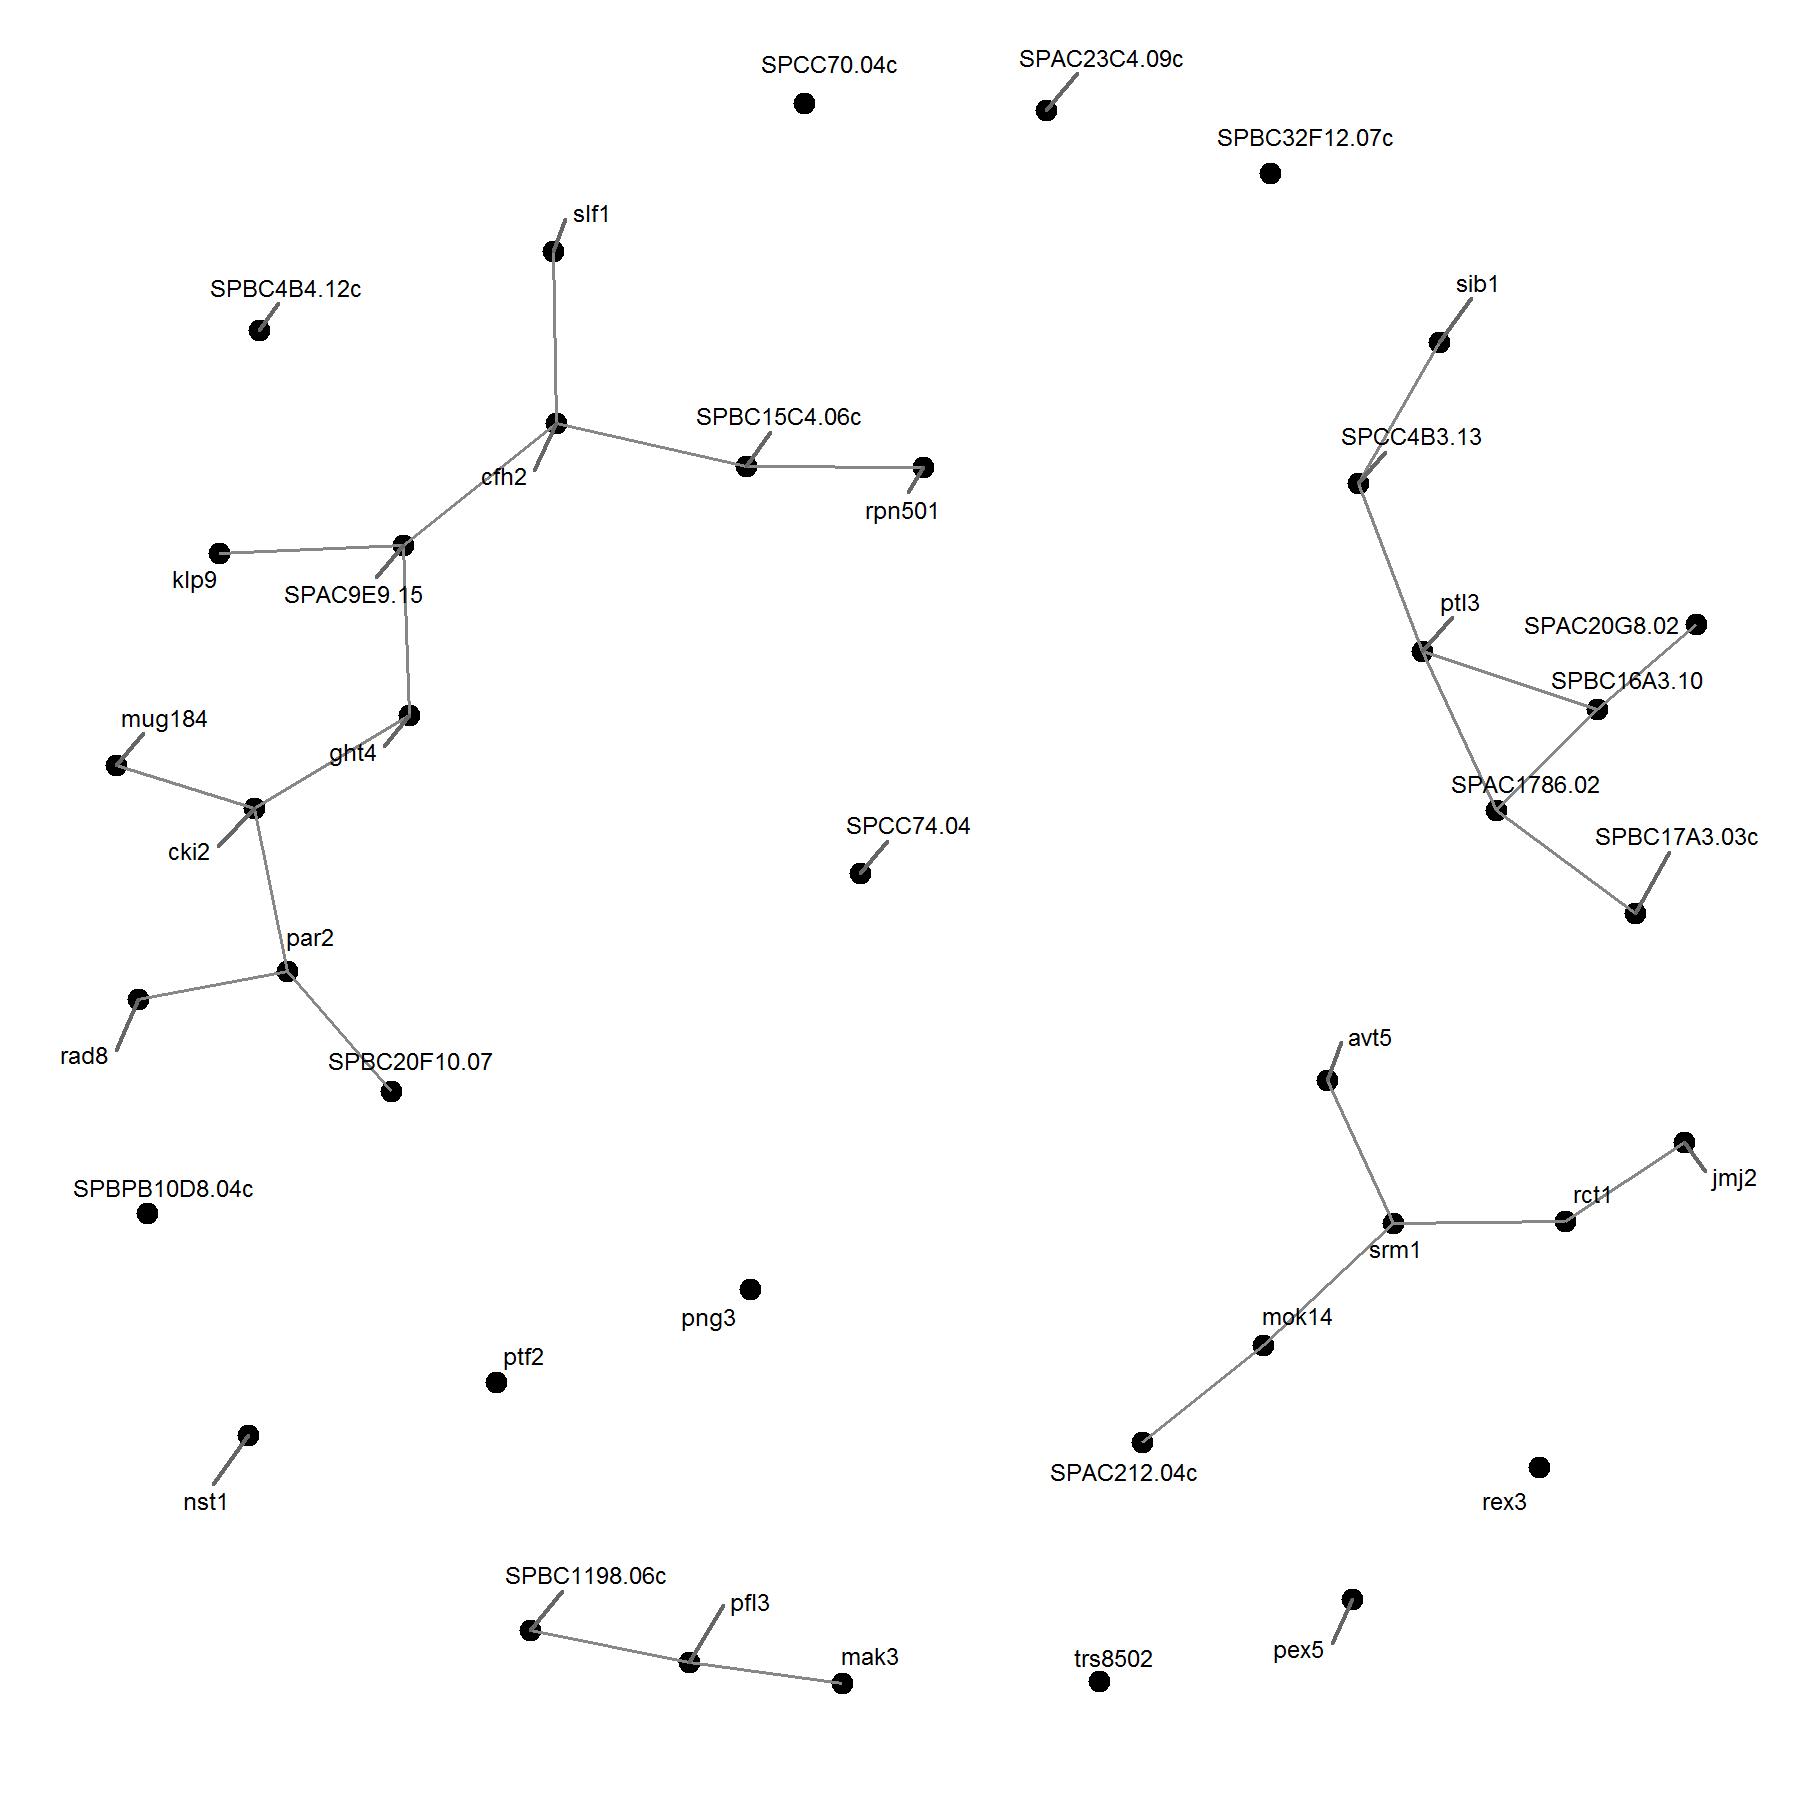 SPAC23C4.09c
SPCC70.04c
SPBC32F12.07c
slf1
sib1
SPBC4B4.12c
SPBC15C4.06c
SPCC4B3.13
cfh2
rpn501
klp9
SPAC9E9.15
ptl3
SPAC20G8.02
SPBC16A3.10
mug184
ght4
SPAC1786.02
SPCC74.04
SPBC17A3.03c
cki2
par2
avt5
rad8
SPBC20F10.07
jmj2
SPBPB10D8.04c
rct1
srm1
mok14
png3
ptf2
SPAC212.04c
nst1
rex3
SPBC1198.06c
pfl3
pex5
mak3
trs8502